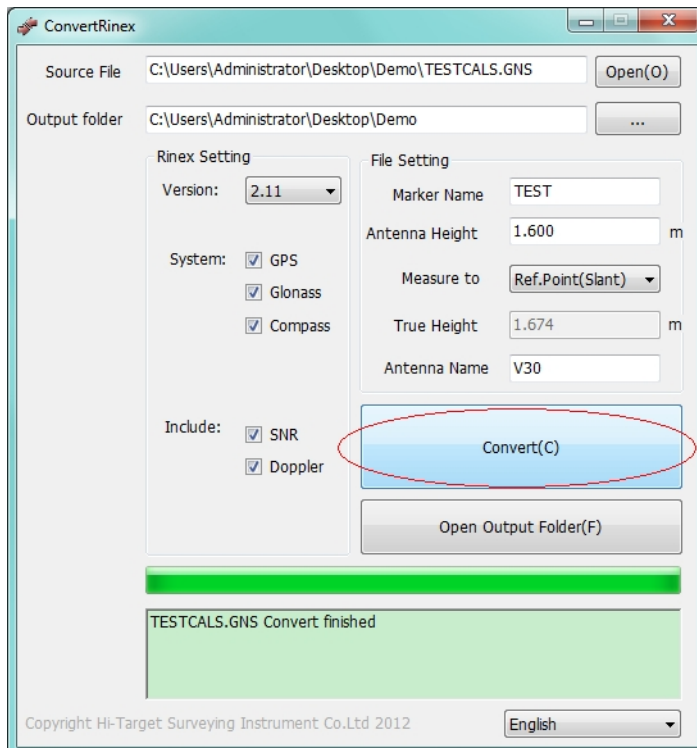 ConvertRinex
Source File
C:\Users\Administrator\Desktop\Demo\TESTCALS.GNS
Open(O)
Output folder
C:\Users\Administrator\Desktop\Demo
...
Rinex Setting
Version:
2.11
System:
GPS
Glonass
Compass
Include:
SNR
Doppler
File Setting
Marker Name
TEST
Antenna Height
1.600
m
Measure to
Ref.Point(Slant)
True Height
1.674
m
Antenna Name
V30
Convert(C)
Open Output Folder(F)
TESTCALS.GNS Convert finished
Copyright Hi-Target Surveying Instrument Co.Ltd 2012
English